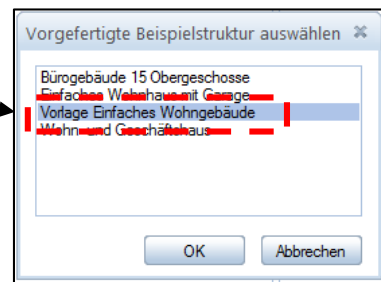 Vorgefertigte Beispielstruktur auswählen
Bürogebäude 15 Obergeschosse
Einfaches Wohnhaus mit Garage
Vorlage Einfaches Wohngebäude
Wohn- und Geschäftshaus
OK Abbrechen